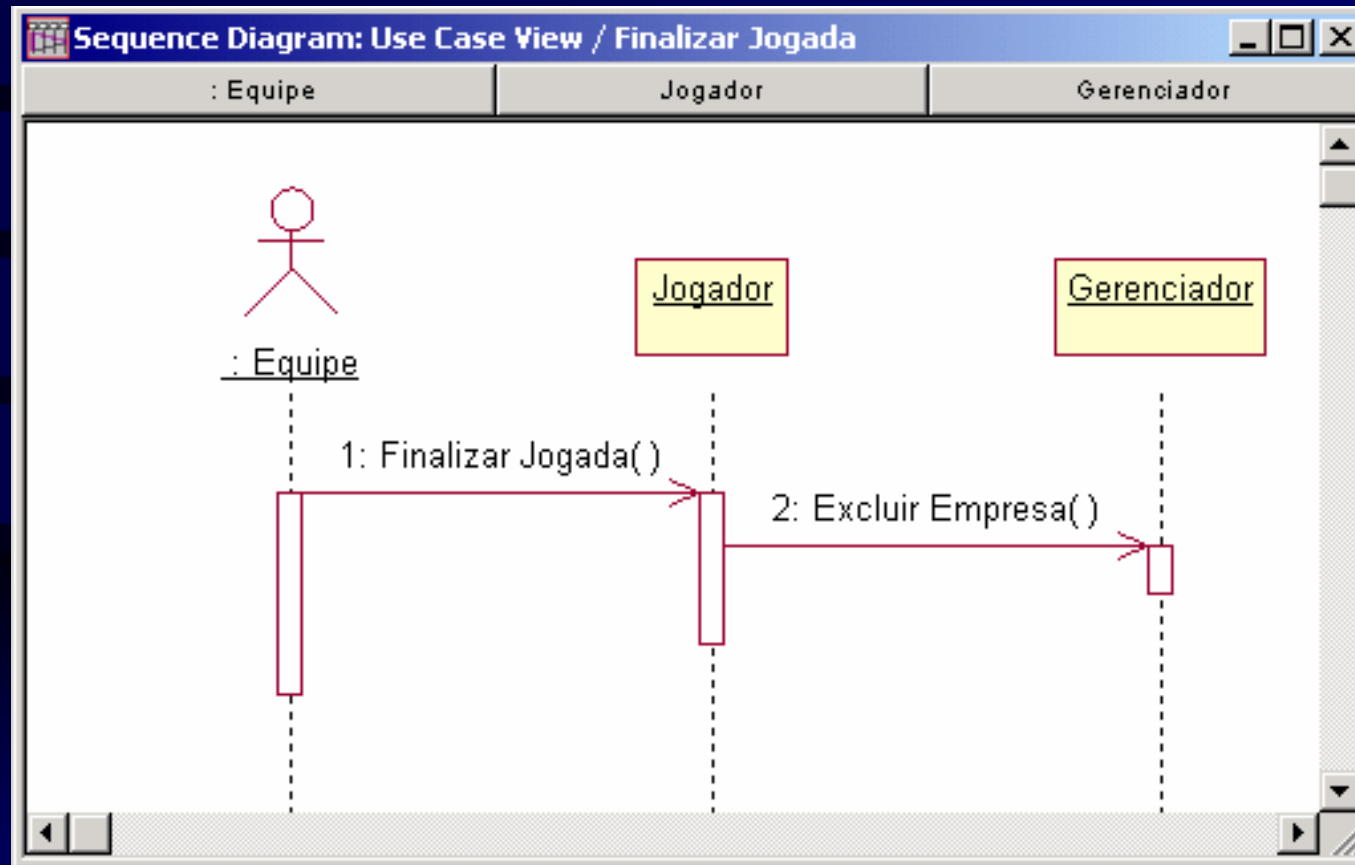 Sequence Diagram: Use Case View / Finalizar Jogada
: Equipe
Jogador
Gerenciador
Jogador
Gerenciador
: Equipe
1: Finalizar Jogada( )
2: Excluir Empresa( )